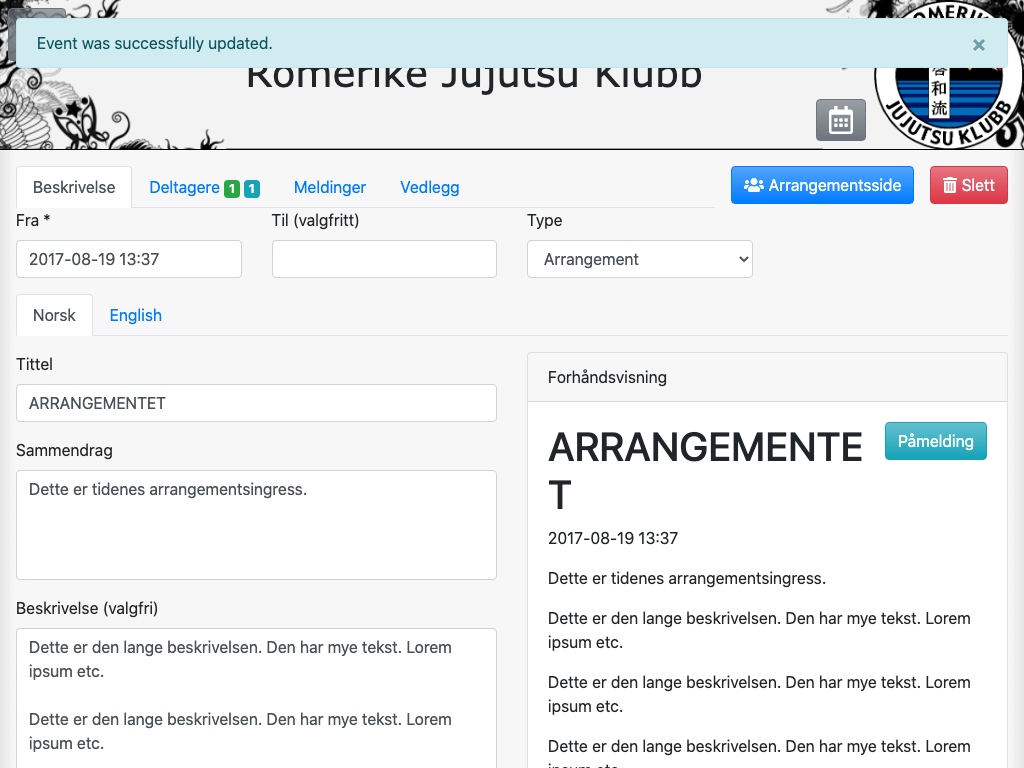 Event was successfully updated.
×
Romerike Jujutsu Klubb
ROMERIKE
和
流
JUJUTSU KLUBB
Beskrivelse
Deltagere 1 1
Meldinger
Vedlegg
Arrangementsside
Slett
Fra *
Til (valgfritt)
Type
2017-08-19 13:37
Arrangement
Norsk
English
Tittel
ARRANGEMENTET
Sammendrag
Dette er tidenes arrangementsingress.
Beskrivelse (valgfri)
Dette er den lange beskrivelsen. Den har mye tekst. Lorem
ipsum etc.
Dette er den lange beskrivelsen. Den har mye tekst. Lorem
ipsum etc.
Forhåndsvisning
ARRANGEMENTE
T
Påmelding
2017-08-19 13:37
Dette er tidenes arrangementsingress.
Dette er den lange beskrivelsen. Den har mye tekst. Lorem
ipsum etc.
Dette er den lange beskrivelsen. Den har mye tekst. Lorem
ipsum etc.
Dette er den lange beskrivelsen. Den har mye tekst. Lorem